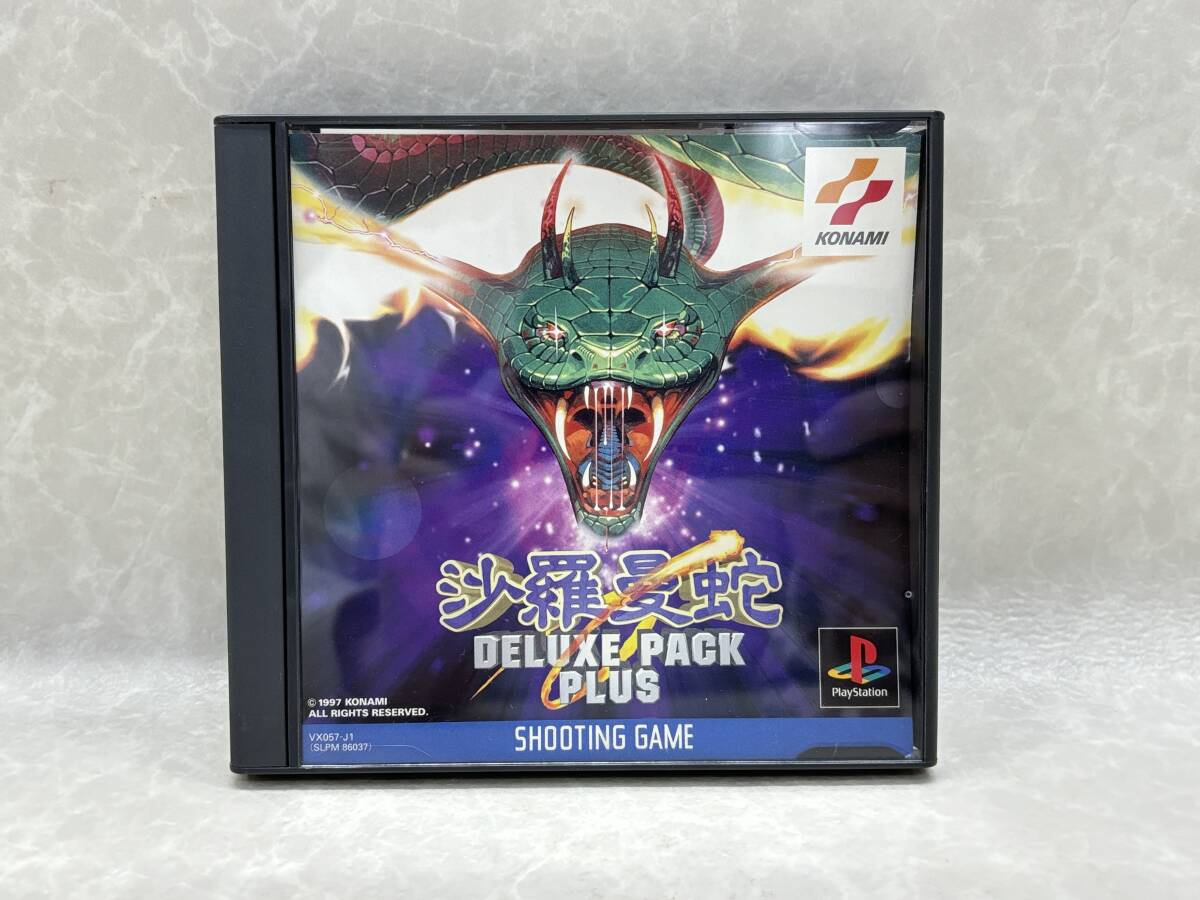 KONAMI
沙羅曼蛇
DELUXE PACK
PLUS
PlayStation
© 1997 KONAMI
ALL RIGHTS RESERVED.
VX057-J1
(SLPM 86037)
SHOOTING GAME